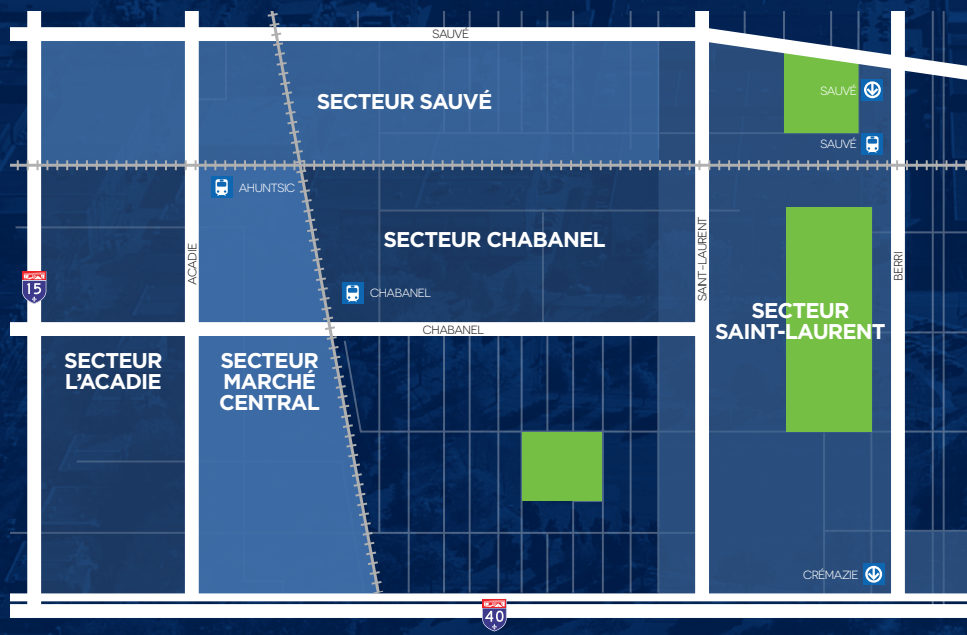 SAUVÉ
SECTEUR SAUVÉ
SAUVÉ
SAUVÉ
AHUNTSIC
SECTEUR CHABANEL
ACADIE
SAINT-LAURENT
BERRI
15
CHABANEL
CHABANEL
SECTEUR
SAINT-LAURENT
SECTEUR
L'ACADIE
SECTEUR
MARCHÉ
CENTRAL
CRÉMAZIE
40